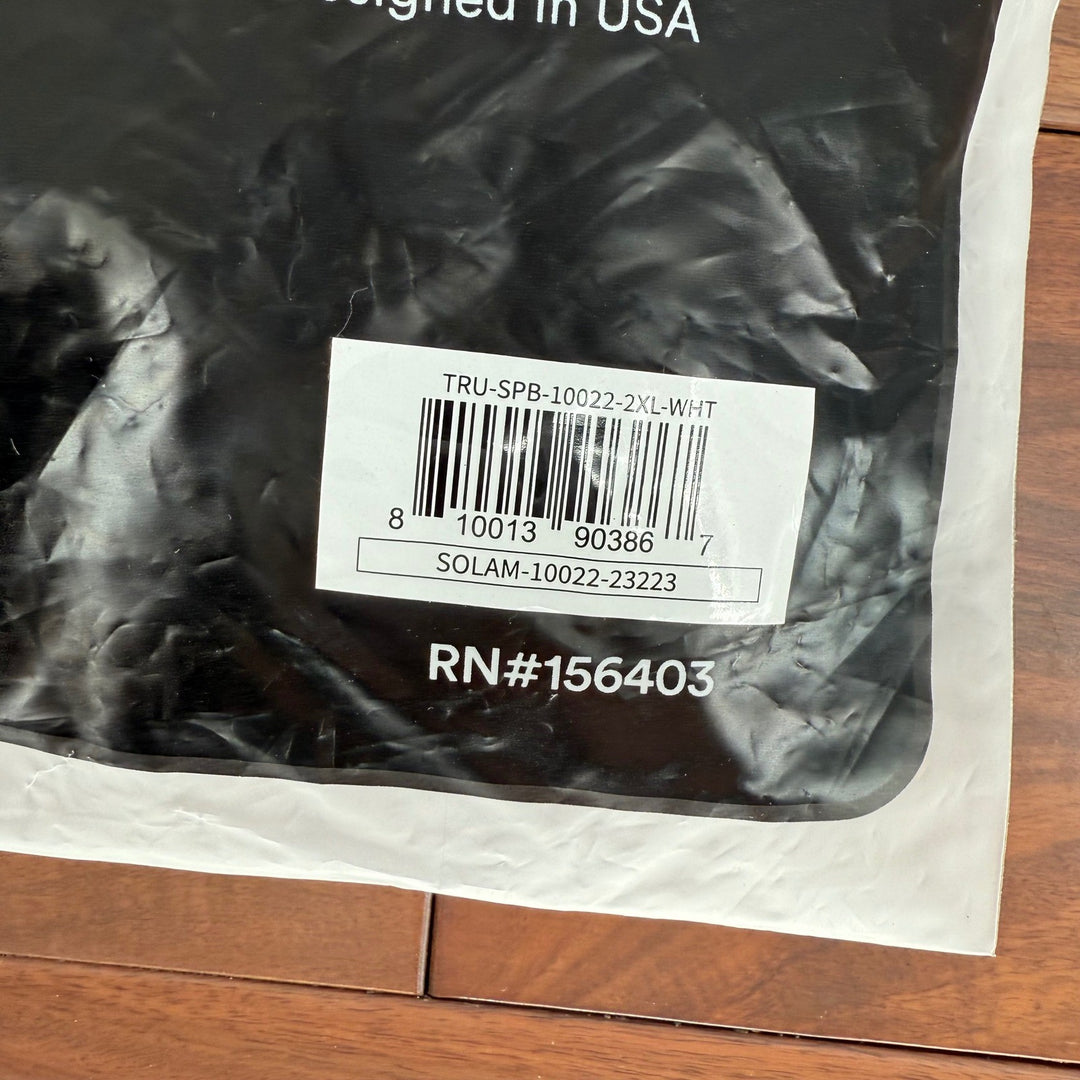 in USA
TRU-SPB-10022-2XL-WHT
8 10013 90386 7
SOLAM-10022-23223
RN#156403